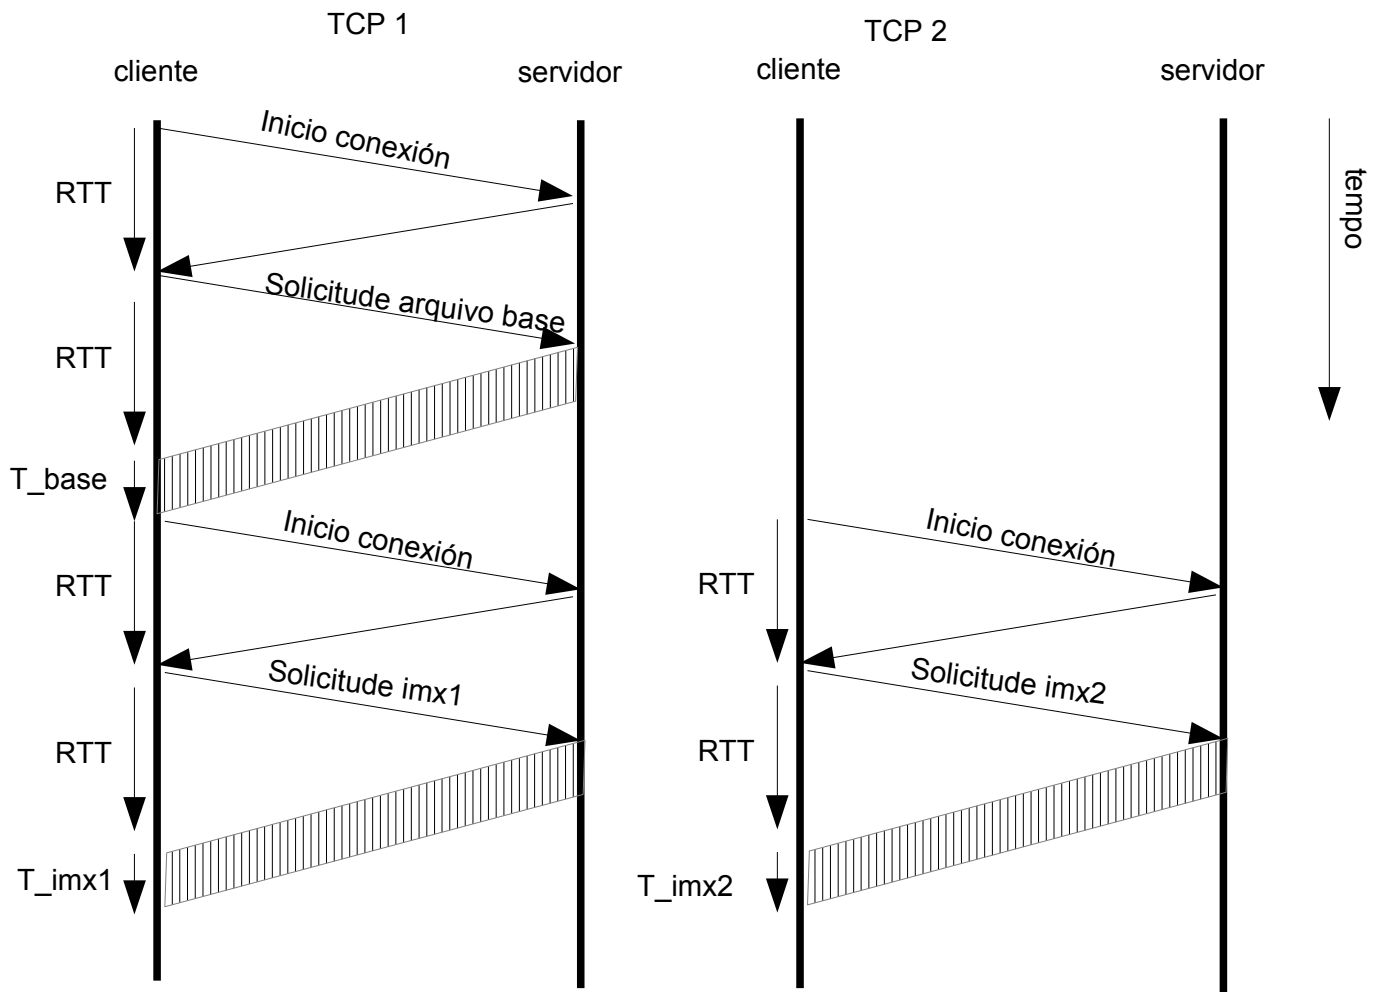 TCP 1
TCP 2
cliente
servidor
cliente
servidor
Inicio conexión
RTT
tempo
Solicitude arquivo base
RTT
T_base
Inicio conexión
Inicio conexión
RTT
RTT
Solicitude imx1
Solicitude imx2
RTT
RTT
T_imx1
T_imx2